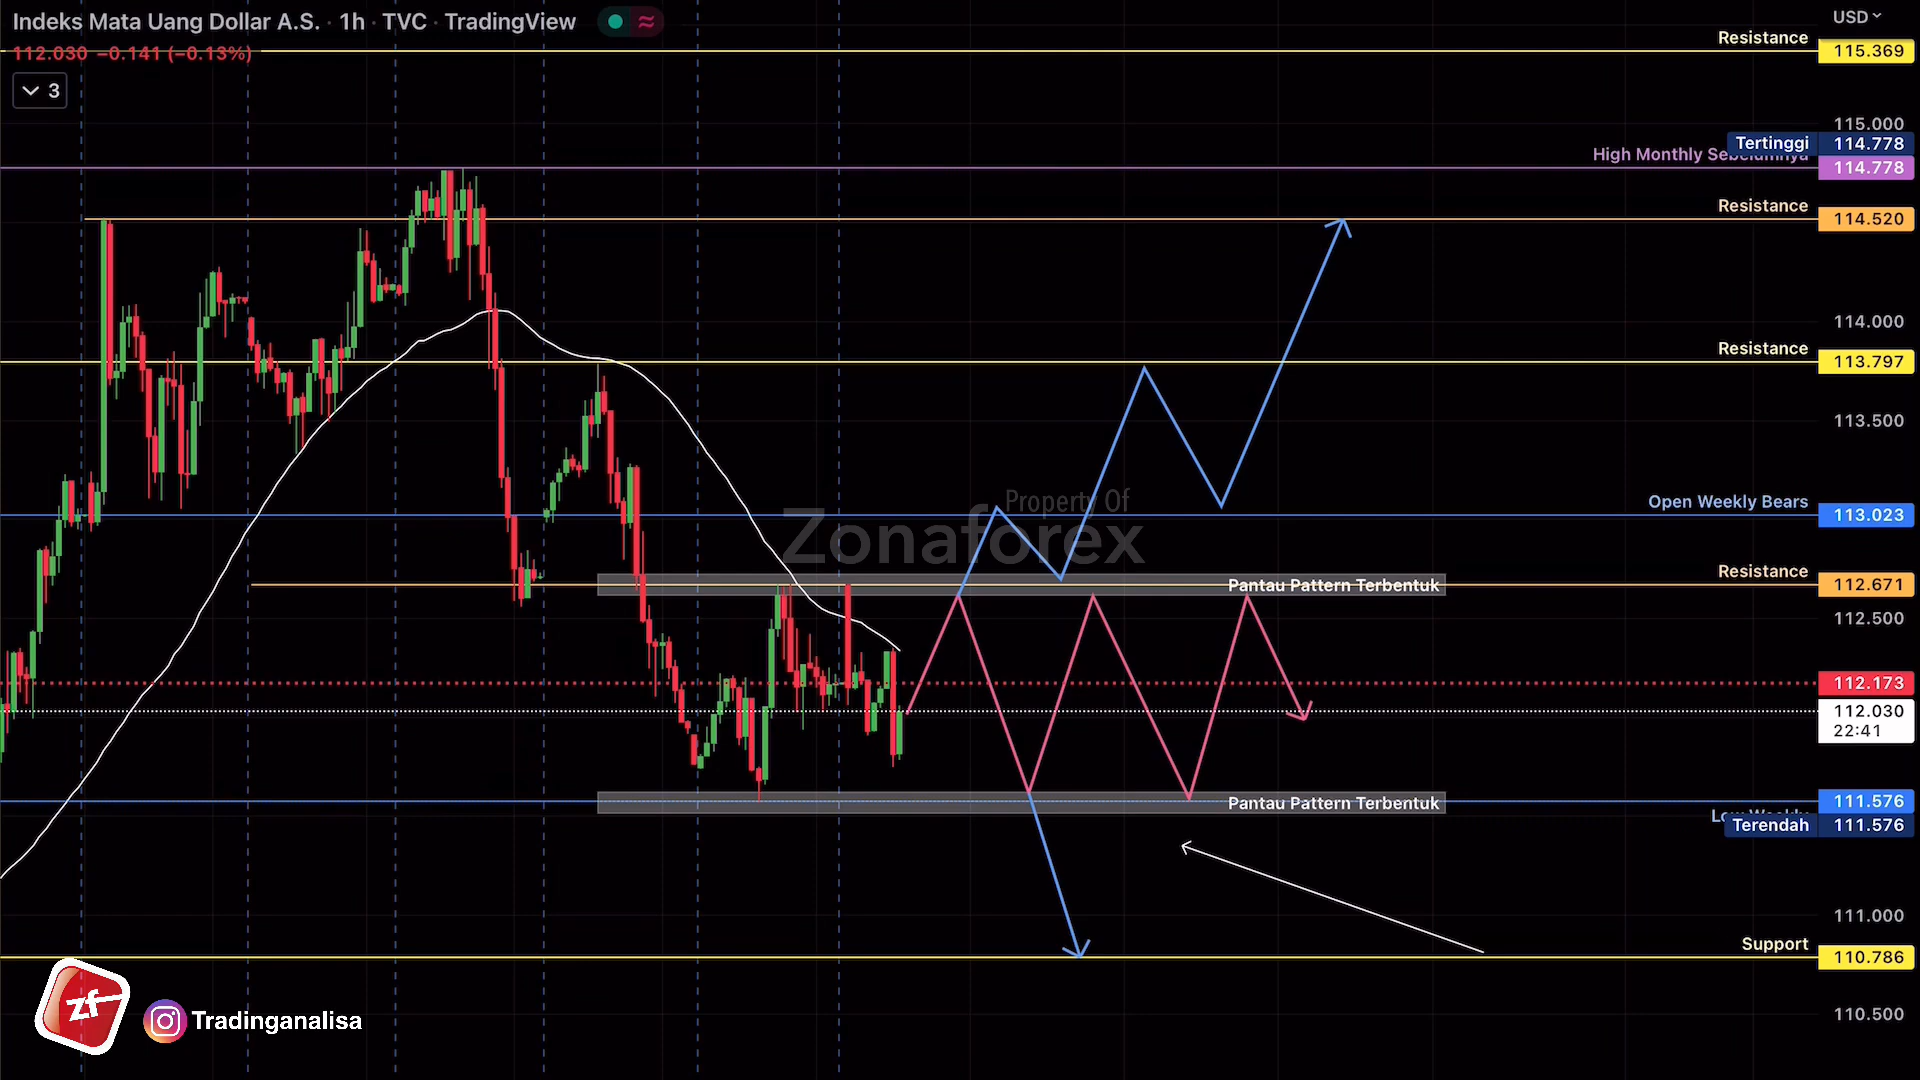 Indeks Mata Uang Dollar A.S. · 1h · TVC · TradingView
112.030 −0.141 (−0.13%)
3
USD
Resistance 115.369
115.000
Tertinggi 114.778
High Monthly Sebelumnya 114.778
Resistance 114.520
114.000
Resistance 113.797
113.500
Property Of
Zonaforex
Open Weekly Bears 113.023
Pantau Pattern Terbentuk
Resistance 112.671
112.500
112.173
112.030
22:41
Pantau Pattern Terbentuk
111.576
Terendah 111.576
111.000
Support 110.786
110.500
zf
Tradinganalisa